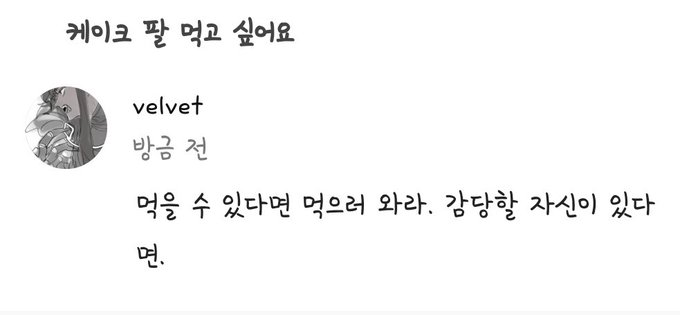 케이크 팔 먹고 싶어요
velvet
방금 전
먹을 수 있다면 먹으러 와라. 감당할 자신이 있다
면.